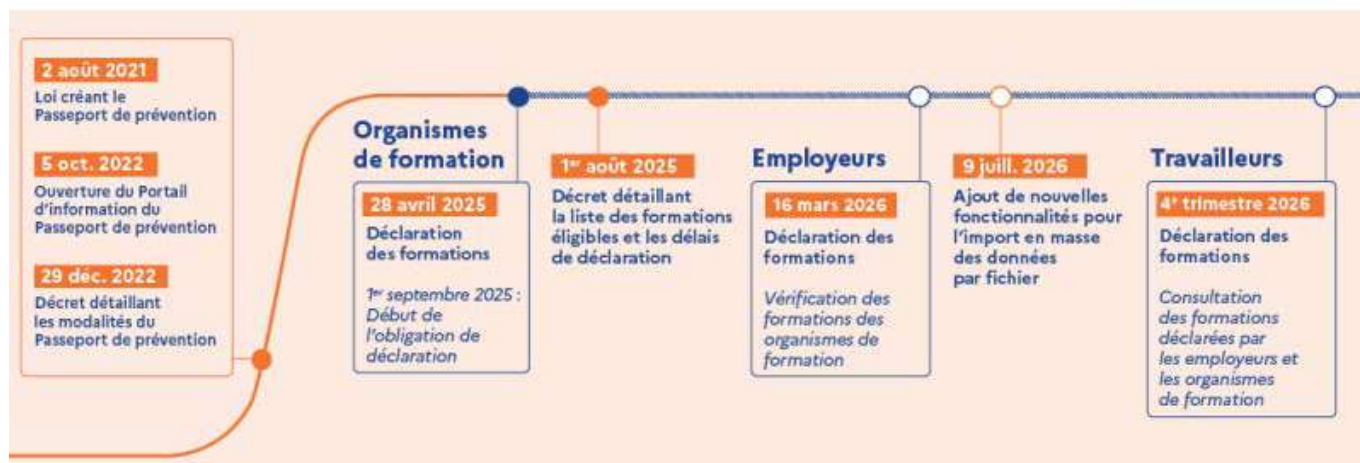 2 août 2021
Loi créant le
Passeport de prévention
5 oct. 2022
Ouverture du Portail
d'information du
Passeport de prévention
29 déc. 2022
Décret détaillant
les modalités du
Passeport de prévention
Organismes
de formation
28 avril 2025
Déclaration
des formations
1er septembre 2025 :
Début de
l'obligation de
déclaration
1er août 2025
Décret détaillant
la liste des formations
éligibles et les délais
de déclaration
Employeurs
16 mars 2026
Déclaration des
formations
Vérification des
formations des
organismes de
formation
9 juill. 2026
Ajout de nouvelles
fonctionnalités pour
l'import en masse
des données
par fichier
Travailleurs
4e trimestre 2026
Déclaration des
formations
Consultation
des formations
déclarées par
les employeurs et
les organismes
de formation